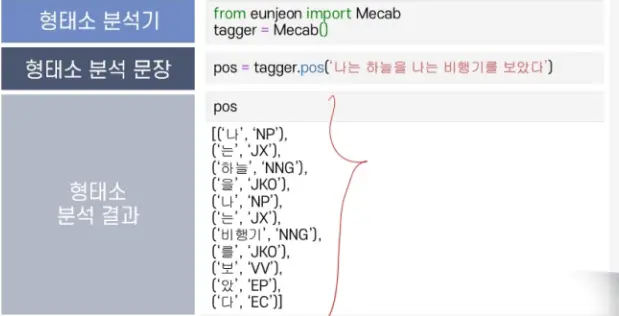 형태소 분석기
from eunjeon import Mecab
tagger = Mecab()
형태소 분석 문장
pos = tagger.pos(‘나는 하늘을 나는 비행기를 보았다’)
형태소
분석 결과
pos
[(‘나’, ‘NP’),
(‘는’, ‘JX’),
(‘하늘’, ‘NNG’),
(‘을’, ‘JKO’),
(‘나’, ‘NP’),
(‘는’, ‘JX’),
(‘비행기’, ‘NNG’),
(‘를’, ‘JKO’),
(‘보’, ‘VV’),
(‘았’, ‘EP’),
(‘다’, ‘EC’)]